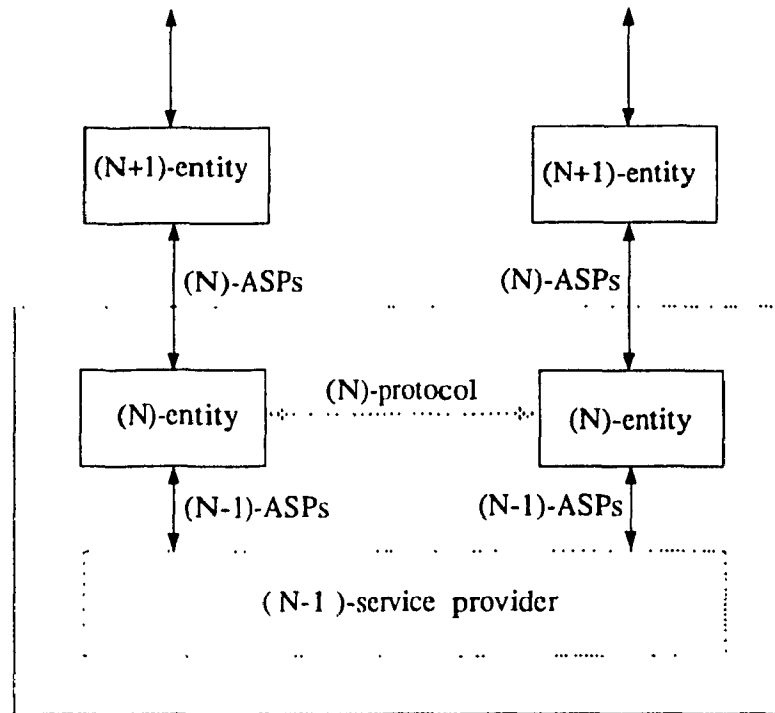 (N+1)-entity
(N+1)-entity
(N)-ASPs
(N)-ASPs
(N)-protocol
(N)-entity
(N)-entity
(N-1)-ASPs
(N-1)-ASPs
( N-1 )-service provider